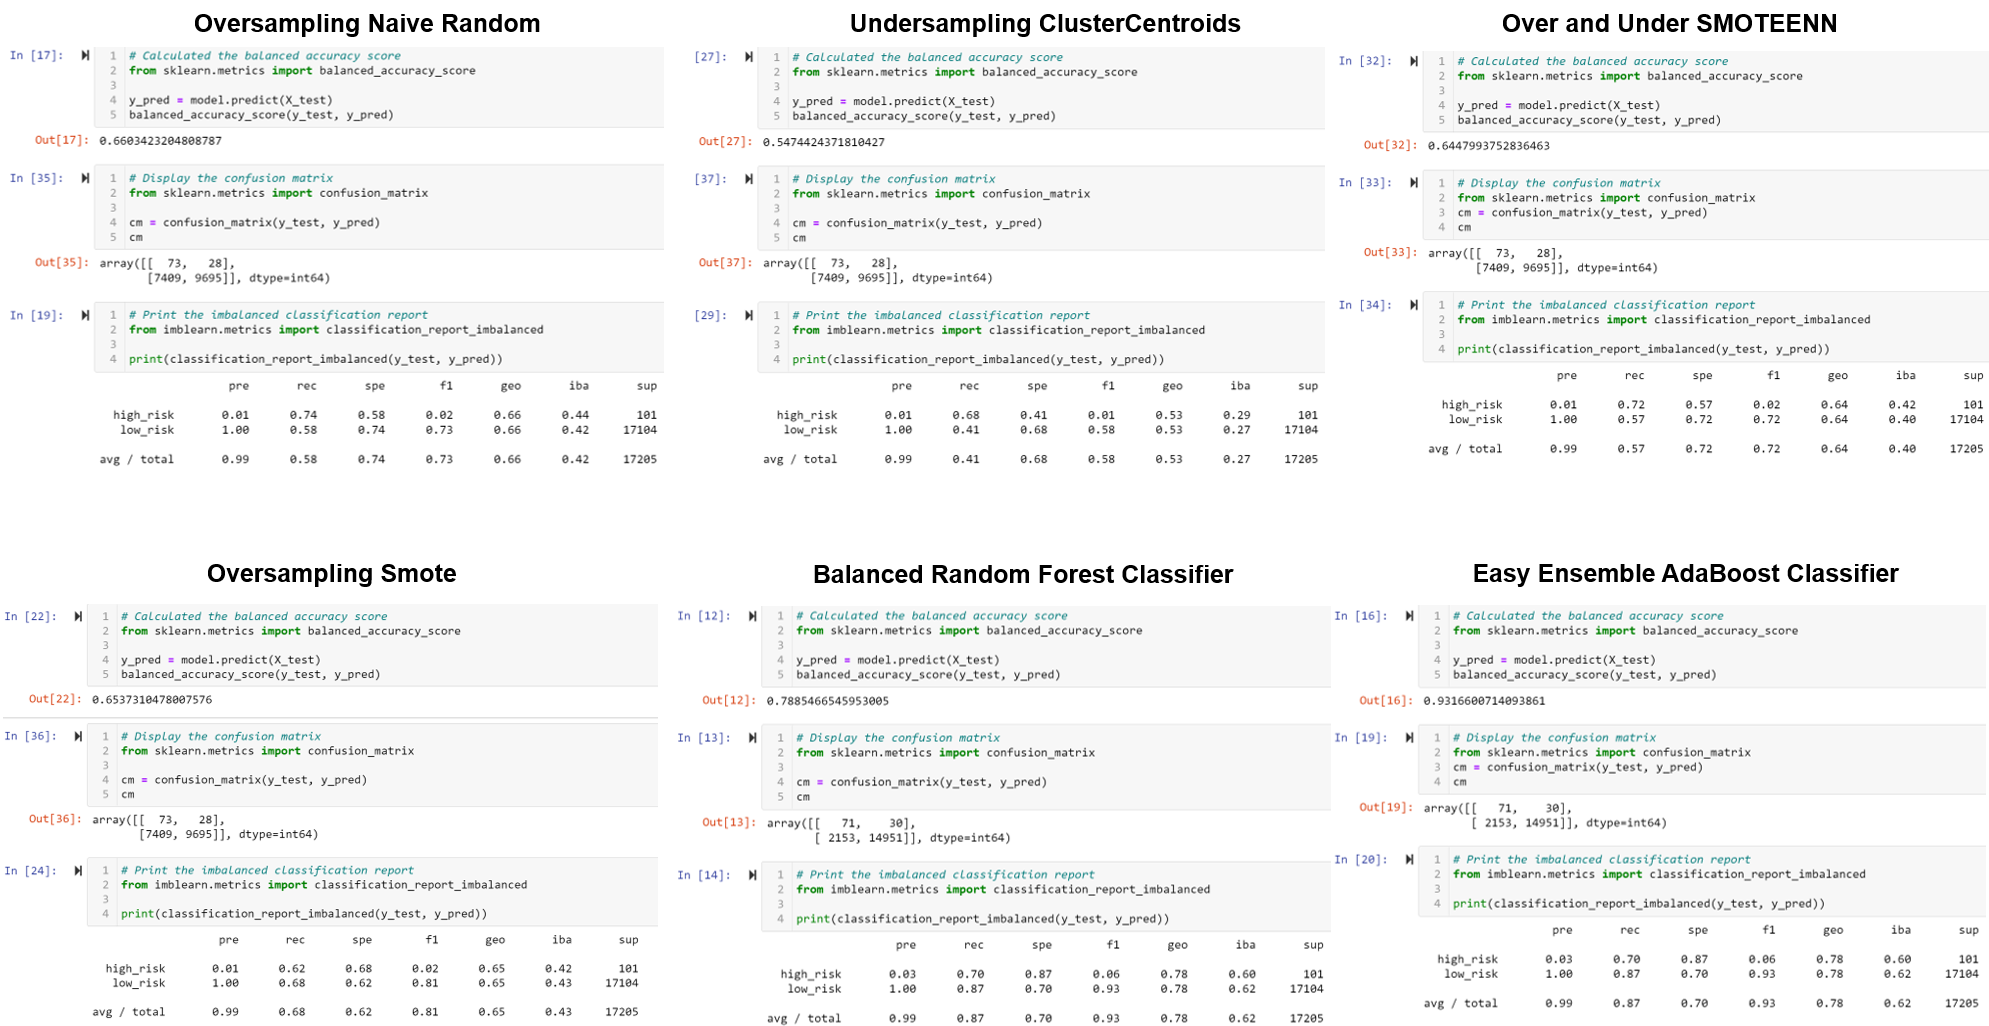 Oversampling Naive Random
In [17]:
1 # Calculated the balanced accuracy score
2 from sklearn.metrics import balanced_accuracy_score
3
4 y_pred = model.predict(X_test)
5 balanced_accuracy_score(y_test, y_pred)
Out[17]: 0.6603423204808787
In [35]:
1 # Display the confusion matrix
2 from sklearn.metrics import confusion_matrix
3
4 cm = confusion_matrix(y_test, y_pred)
5 cm
Out[35]: array([[ 73, 28],
[7409, 9695]], dtype=int64)
In [19]:
1 # Print the imbalanced classification report
2 from imblearn.metrics import classification_report_imbalanced
3
4 print(classification_report_imbalanced(y_test, y_pred))
pre rec spe f1 geo iba sup
high_risk 0.01 0.74 0.58 0.02 0.66 0.44 101
low_risk 1.00 0.58 0.74 0.73 0.66 0.42 17104
avg / total 0.99 0.58 0.74 0.73 0.66 0.42 17205
Undersampling ClusterCentroids
[27]:
1 # Calculated the balanced accuracy score
2 from sklearn.metrics import balanced_accuracy_score
3
4 y_pred = model.predict(X_test)
5 balanced_accuracy_score(y_test, y_pred)
Out[27]: 0.5474424371810427
[37]:
1 # Display the confusion matrix
2 from sklearn.metrics import confusion_matrix
3
4 cm = confusion_matrix(y_test, y_pred)
5 cm
Out[37]: array([[ 73, 28],
[7409, 9695]], dtype=int64)
[29]:
1 # Print the imbalanced classification report
2 from imblearn.metrics import classification_report_imbalanced
3
4 print(classification_report_imbalanced(y_test, y_pred))
pre rec spe f1 geo iba sup
high_risk 0.01 0.68 0.41 0.01 0.53 0.29 101
low_risk 1.00 0.41 0.68 0.58 0.53 0.27 17104
avg / total 0.99 0.41 0.68 0.58 0.53 0.27 17205
Over and Under SMOTEENN
In [32]:
1 # Calculated the balanced accuracy score
2 from sklearn.metrics import balanced_accuracy_score
3
4 y_pred = model.predict(X_test)
5 balanced_accuracy_score(y_test, y_pred)
Out[32]: 0.6447993752836463
In [33]:
1 # Display the confusion matrix
2 from sklearn.metrics import confusion_matrix
3 cm = confusion_matrix(y_test, y_pred)
4 cm
Out[33]: array([[ 73, 28],
[7409, 9695]], dtype=int64)
In [34]:
1 # Print the imbalanced classification report
2 from imblearn.metrics import classification_report_imbalanced
3
4 print(classification_report_imbalanced(y_test, y_pred))
pre rec spe f1 geo iba sup
high_risk 0.01 0.72 0.57 0.02 0.64 0.42 101
low_risk 1.00 0.57 0.72 0.72 0.64 0.40 17104
avg / total 0.99 0.57 0.72 0.72 0.64 0.40 17205
Oversampling Smote
In [22]:
1 # Calculated the balanced accuracy score
2 from sklearn.metrics import balanced_accuracy_score
3
4 y_pred = model.predict(X_test)
5 balanced_accuracy_score(y_test, y_pred)
Out[22]: 0.6537310478007576
In [36]:
1 # Display the confusion matrix
2 from sklearn.metrics import confusion_matrix
3
4 cm = confusion_matrix(y_test, y_pred)
5 cm
Out[36]: array([[ 73, 28],
[7409, 9695]], dtype=int64)
In [24]:
1 # Print the imbalanced classification report
2 from imblearn.metrics import classification_report_imbalanced
3
4 print(classification_report_imbalanced(y_test, y_pred))
pre rec spe f1 geo iba sup
high_risk 0.01 0.62 0.68 0.02 0.65 0.42 101
low_risk 1.00 0.68 0.62 0.81 0.65 0.43 17104
avg / total 0.99 0.68 0.62 0.81 0.65 0.43 17205
Balanced Random Forest Classifier
In [12]:
1 # Calculated the balanced accuracy score
2 from sklearn.metrics import balanced_accuracy_score
3
4 y_pred = model.predict(X_test)
5 balanced_accuracy_score(y_test, y_pred)
Out[12]: 0.7885466545953005
In [13]:
1 # Display the confusion matrix
2 from sklearn.metrics import confusion_matrix
3
4 cm = confusion_matrix(y_test, y_pred)
5 cm
Out[13]: array([[ 71, 30],
[ 2153, 14951]], dtype=int64)
In [14]:
1 # Print the imbalanced classification report
2 from imblearn.metrics import classification_report_imbalanced
3
4 print(classification_report_imbalanced(y_test, y_pred))
pre rec spe f1 geo iba sup
high_risk 0.03 0.70 0.87 0.06 0.78 0.60 101
low_risk 1.00 0.87 0.70 0.93 0.78 0.62 17104
avg / total 0.99 0.87 0.70 0.93 0.78 0.62 17205
Easy Ensemble AdaBoost Classifier
In [16]:
1 # Calculated the balanced accuracy score
2 from sklearn.metrics import balanced_accuracy_score
3
4 y_pred = model.predict(X_test)
5 balanced_accuracy_score(y_test, y_pred)
Out[16]: 0.9316600714093861
In [19]:
1 # Display the confusion matrix
2 from sklearn.metrics import confusion_matrix
3 cm = confusion_matrix(y_test, y_pred)
4 cm
Out[19]: array([[ 71, 30],
[ 2153, 14951]], dtype=int64)
In [20]:
1 # Print the imbalanced classification report
2 from imblearn.metrics import classification_report_imbalanced
3
4 print(classification_report_imbalanced(y_test, y_pred))
pre rec spe f1 geo iba sup
high_risk 0.03 0.70 0.87 0.06 0.78 0.60 101
low_risk 1.00 0.87 0.70 0.93 0.78 0.62 17104
avg / total 0.99 0.87 0.70 0.93 0.78 0.62 17205